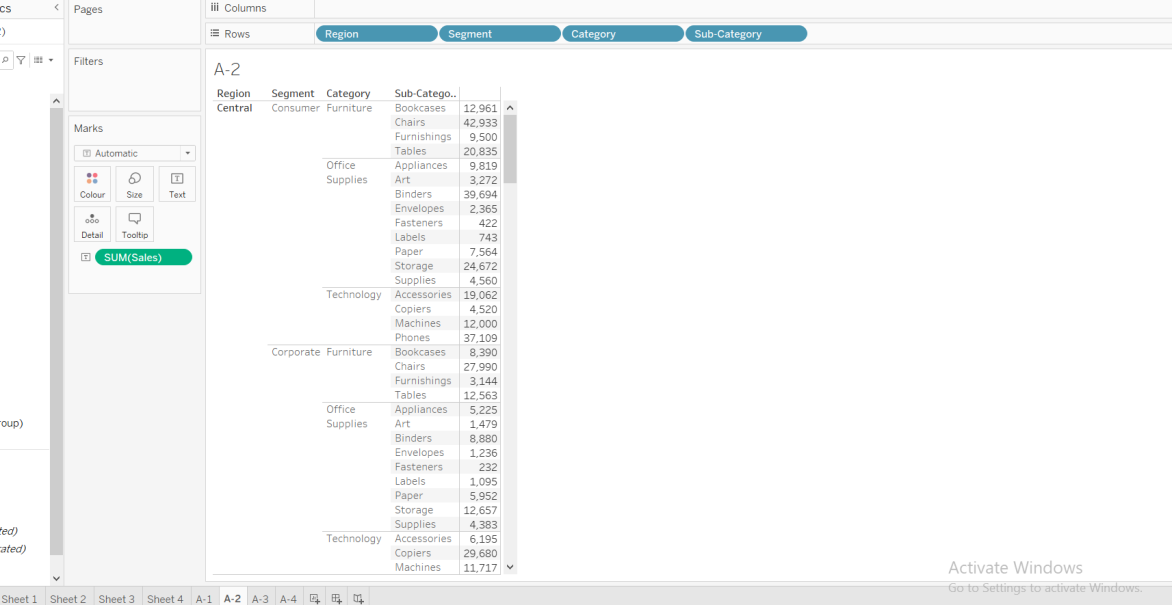 cs
Pages
Columns
Rows
Region Segment Category Sub-Category
Filters
Marks
Automatic
Colour Size Text
Detail Tooltip
SUM(Sales)
roup)
ted)
ated)
A-2
Region Segment Category Sub-Catego..
Central Consumer Furniture Bookcases 12,961
Chairs 42,933
Furnishings 9,500
Tables 20,835
Office Appliances 9,819
Supplies Art 3,272
Binders 39,694
Envelopes 2,365
Fasteners 422
Labels 743
Paper 7,564
Storage 24,672
Supplies 4,560
Technology Accessories 19,062
Copiers 4,520
Machines 12,000
Phones 37,109
Corporate Furniture Bookcases 8,390
Chairs 27,990
Furnishings 3,144
Tables 12,563
Office Appliances 5,225
Supplies Art 1,479
Binders 8,880
Envelopes 1,236
Fasteners 232
Labels 1,095
Paper 5,952
Storage 12,657
Supplies 4,383
Technology Accessories 6,195
Copiers 29,680
Machines 11,717
Activate Windows
Go to Settings to activate Windows.
Sheet 1 Sheet 2 Sheet 3 Sheet 4 A-1 A-2 A-3 A-4